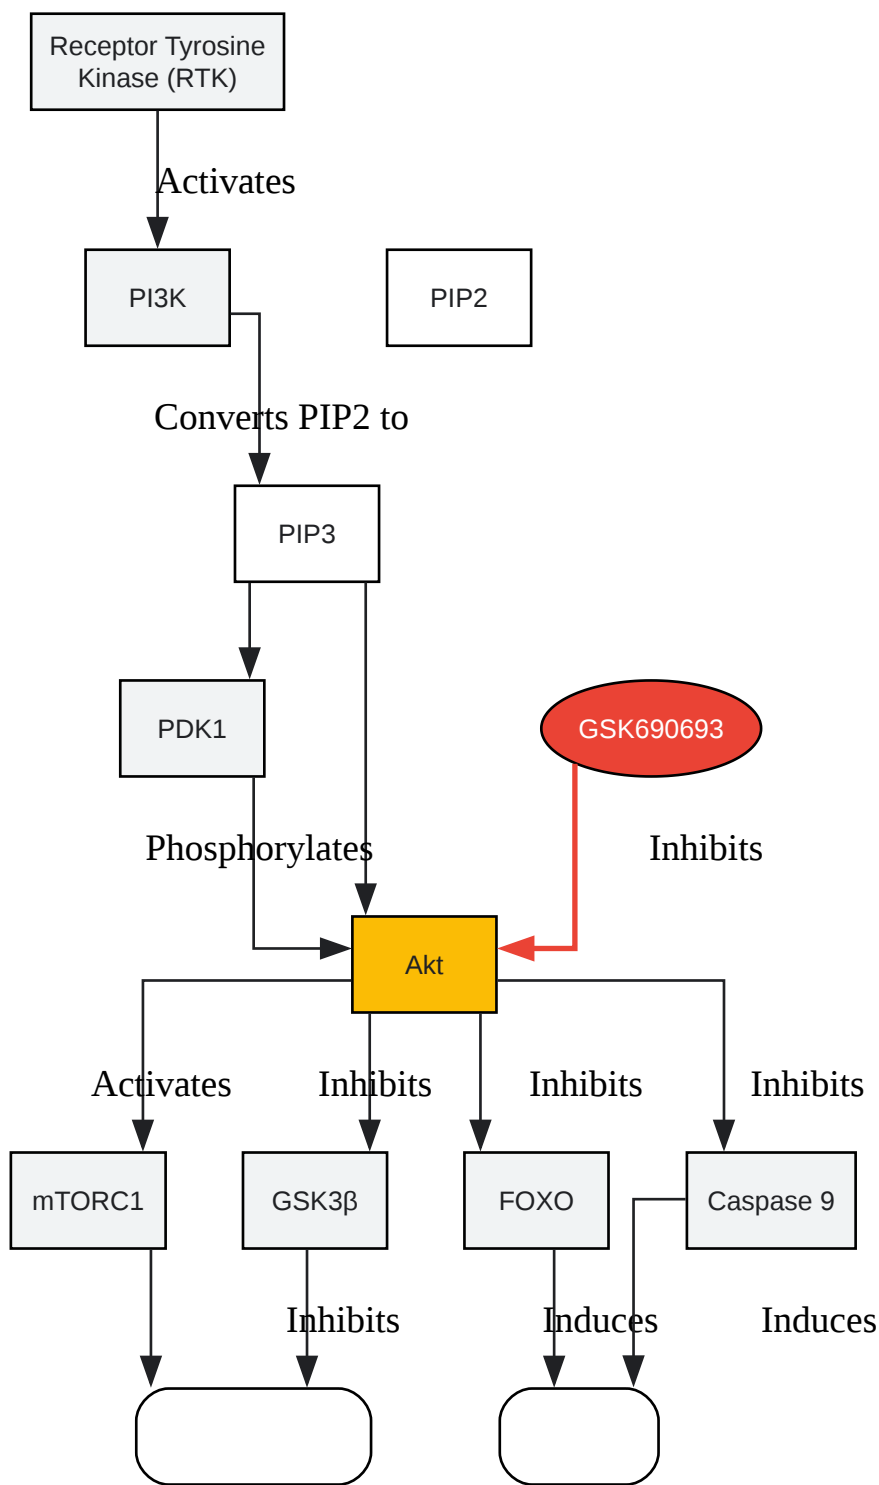 Receptor Tyrosine
Kinase (RTK)
Activates
PI3K
PIP2
Converts PIP2 to
PIP3
PDK1
GSK690693
Phosphorylates
Inhibits
Akt
Activates
Inhibits
Inhibits
Inhibits
mTORC1
GSK3β
FOXO
Caspase 9
Inhibits
Induces
Induces